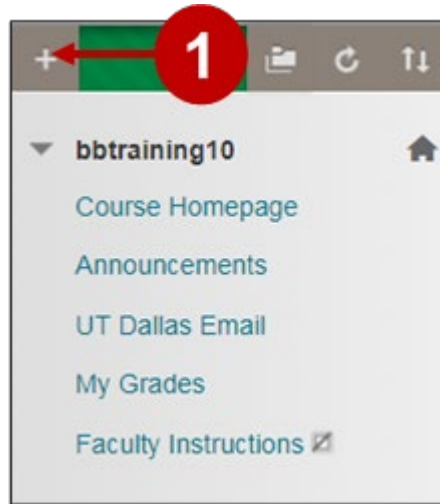 1
bbtraining10
Course Homepage
Announcements
UT Dallas Email
My Grades
Faculty Instructions